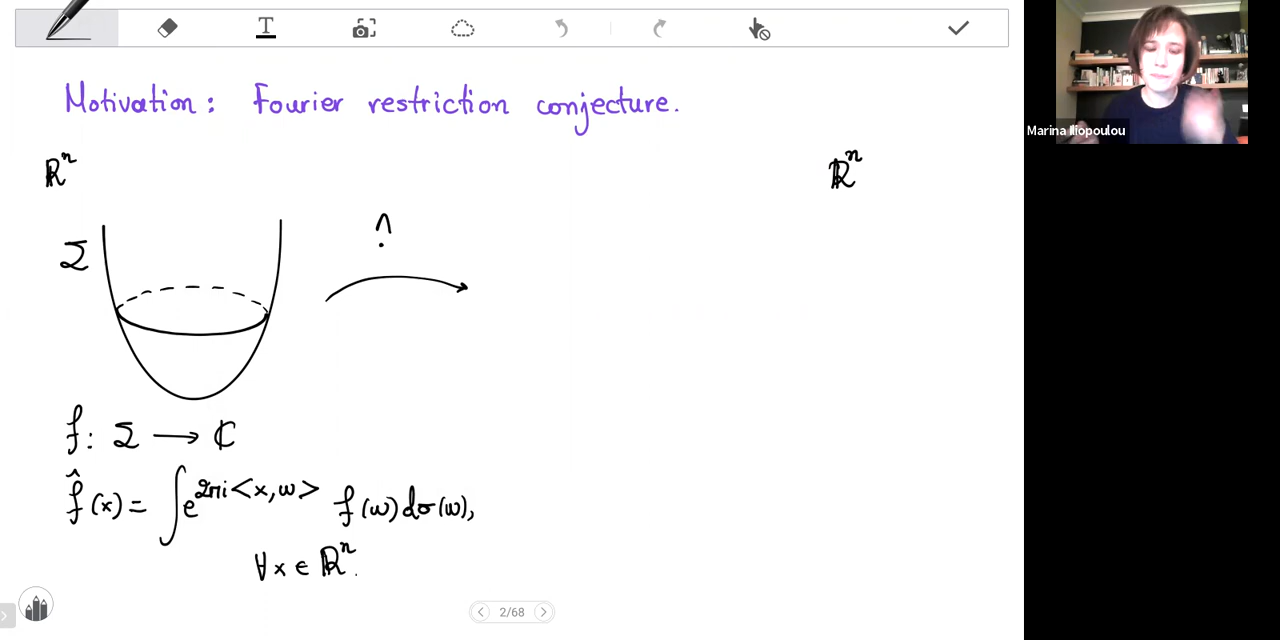 T
Motivation: Fourier restriction conjecture.
Marina Iliopoulou
ℝⁿ
ℝⁿ
Σ
^
f: Σ ⟶ ℂ
f̂(x) = ∫ e^{2πi<x,ω>} f(ω)dσ(ω),
∀x ∈ ℝⁿ.
2/68